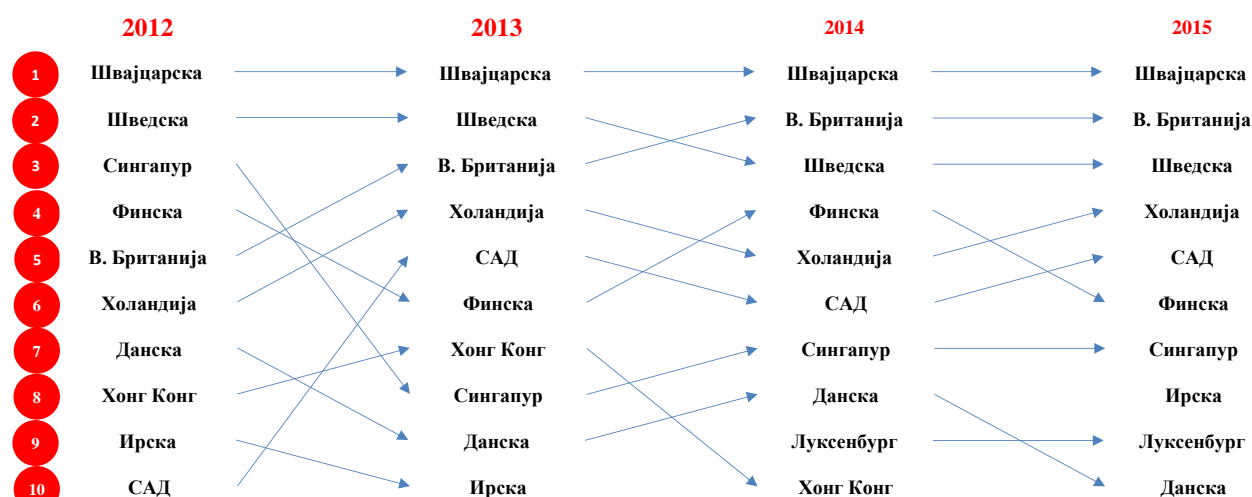 2012 2013 2014 2015
1 Швајцарска Швајцарска Швајцарска Швајцарска
2 Шведска Шведска В. Британија В. Британија
3 Сингапур В. Британија Шведска Шведска
4 Финска Холандија Финска Холандија
5 В. Британија САД Холандија САД
6 Холандија Финска САД Финска
7 Данска Хонг Конг Сингапур Сингапур
8 Хонг Конг Сингапур Данска Ирска
9 Ирска Данска Луксенбург Луксенбург
10 САД Ирска Хонг Конг Данска